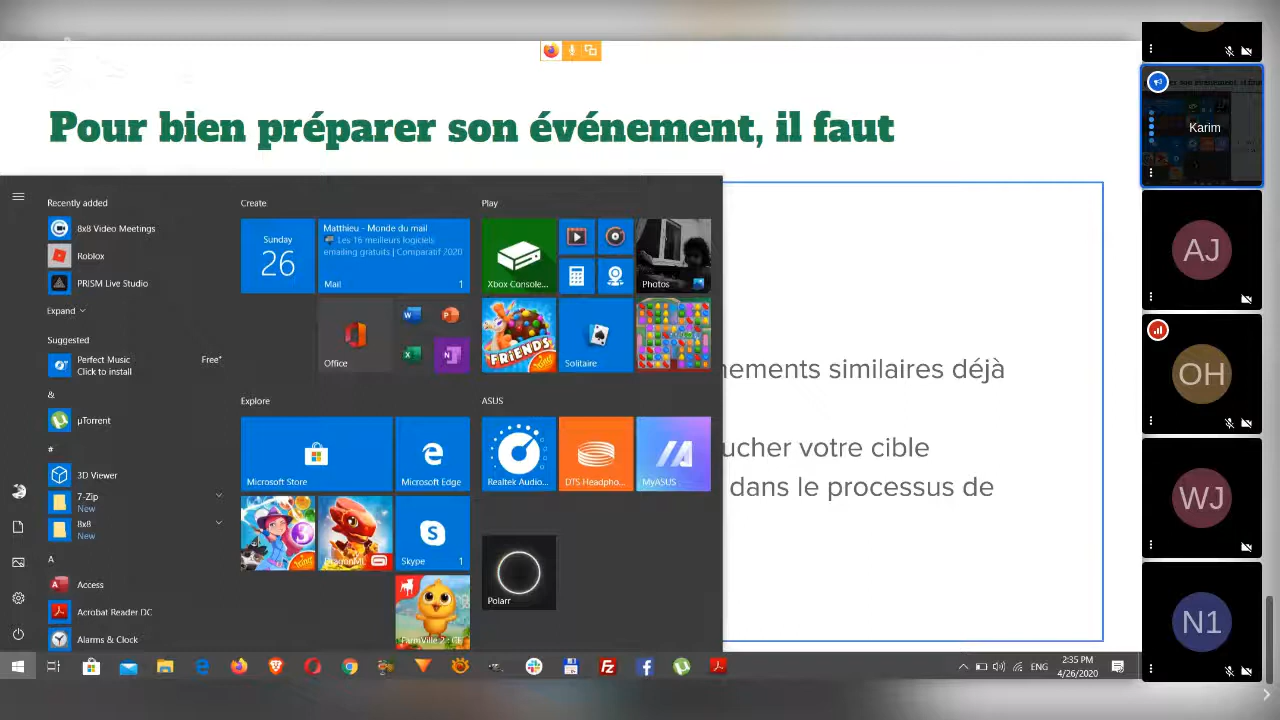 Pour bien préparer son événement, il faut
nements similaires déjà
ucher votre cible
dans le processus de
Recently added
8x8 Video Meetings
Roblox
PRISM Live Studio
Expand
Suggested
Perfect Music
Free*
Click to install
&
µTorrent
#
3D Viewer
7-Zip
New
8x8
New
A
Access
Acrobat Reader DC
Alarms & Clock
Create
Sunday
26
Matthieu - Monde du mail
Les 16 meilleurs logiciels
emailing gratuits | Comparatif 2020
Mail
1
Office
Explore
Microsoft Store
Microsoft Edge
Skype
1
Play
Xbox Console...
Photos
FRiENDS
Solitaire
ASUS
Realtek Audio...
DTS Headpho...
MyASUS
Polarr
ENG
2:35 PM
4/26/2020
Karim
AJ
OH
WJ
N1